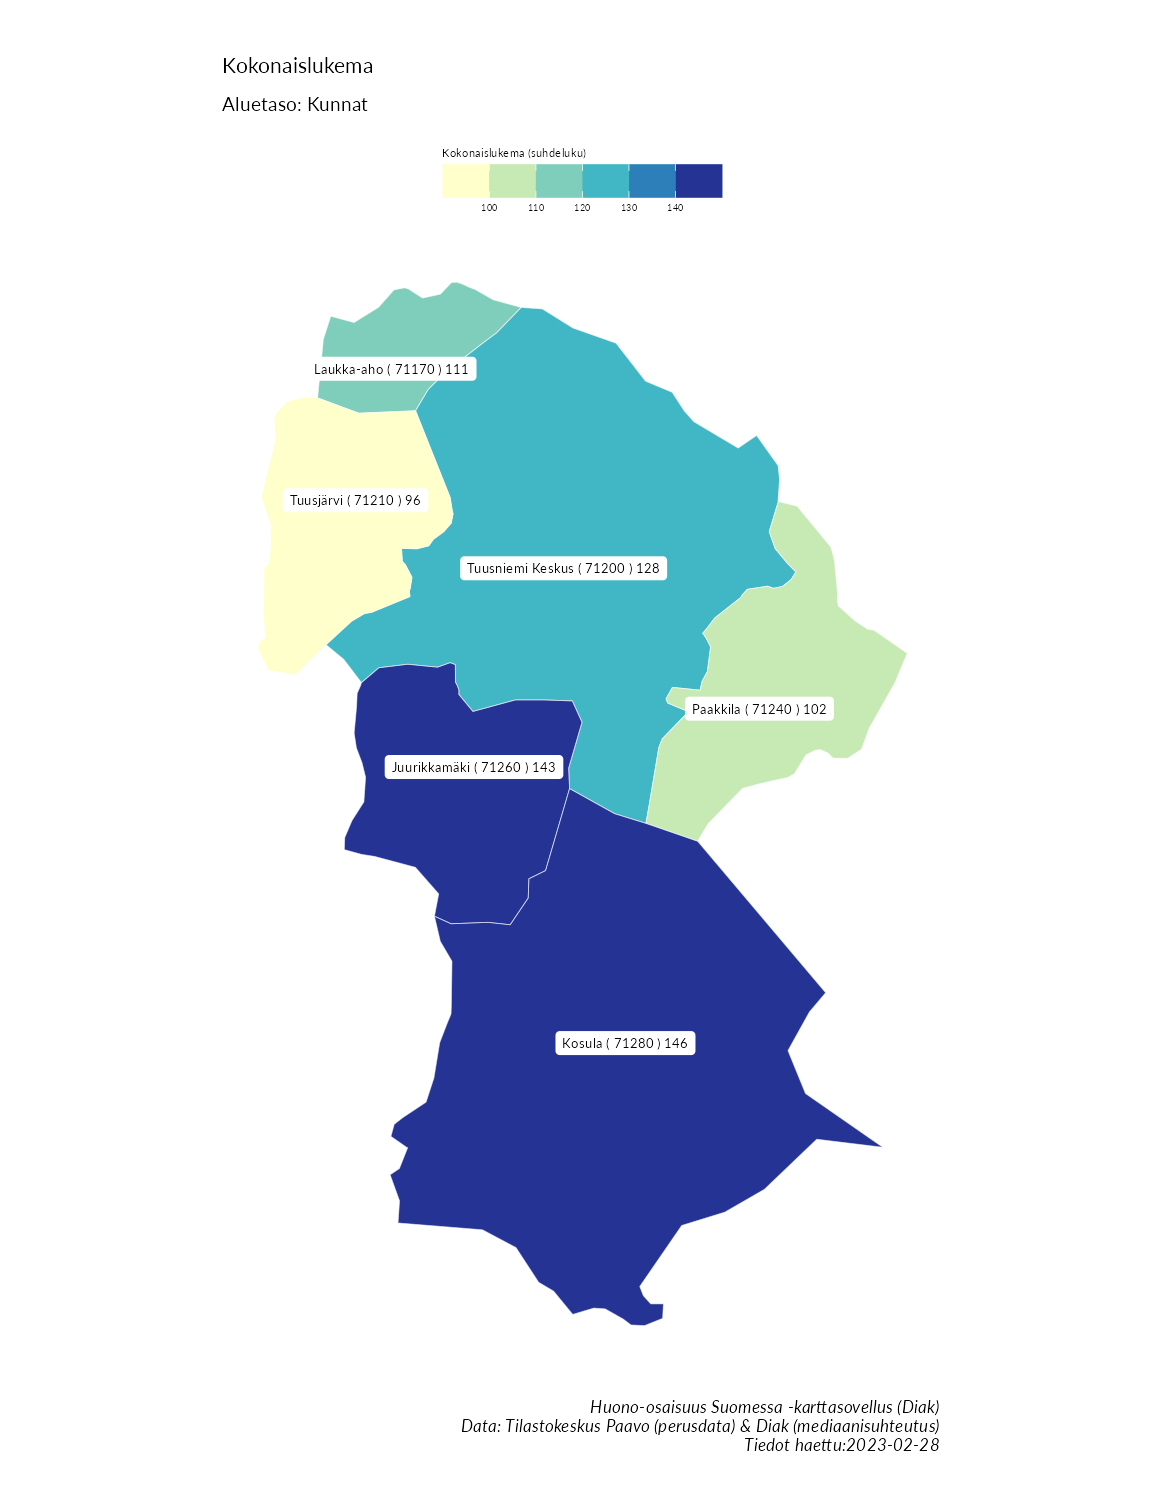 Kokonaislukema
Aluetaso: Kunnat
Kokonaislukema (suhdeluku)
100 110 120 130 140
Laukka-aho ( 71170 ) 111
Tuusjärvi ( 71210 ) 96
Tuusniemi Keskus ( 71200 ) 128
Paakkila ( 71240 ) 102
Juurikkamäki ( 71260 ) 143
Kosula ( 71280 ) 146
Huono-osaisuus Suomessa -karttasovellus (Diak)
Data: Tilastokeskus Paavo (perusdata) & Diak (mediaanisuhteutus)
Tiedot haettu:2023-02-28